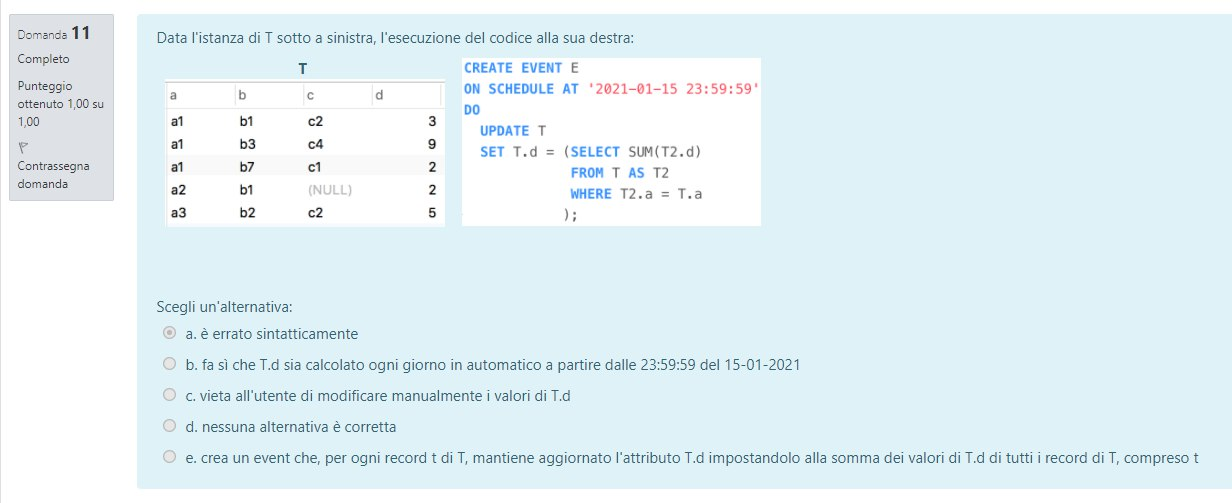 Domanda 11
Completo
Punteggio
ottenuto 1,00 su
1,00
Contrassegna
domanda
Data l'istanza di T sotto a sinistra, l'esecuzione del codice alla sua destra:
T
a b c d
a1 b1 c2 3
a1 b3 c4 9
a1 b7 c1 2
a2 b1 (NULL) 2
a3 b2 c2 5
CREATE EVENT E
ON SCHEDULE AT '2021-01-15 23:59:59'
DO
UPDATE T
SET T.d = (SELECT SUM(T2.d)
FROM T AS T2
WHERE T2.a = T.a
);
Scegli un'alternativa:
a. è errato sintatticamente
b. fa sì che T.d sia calcolato ogni giorno in automatico a partire dalle 23:59:59 del 15-01-2021
c. vieta all'utente di modificare manualmente i valori di T.d
d. nessuna alternativa è corretta
e. crea un event che, per ogni record t di T, mantiene aggiornato l'attributo T.d impostandolo alla somma dei valori di T.d di tutti i record di T, compreso t